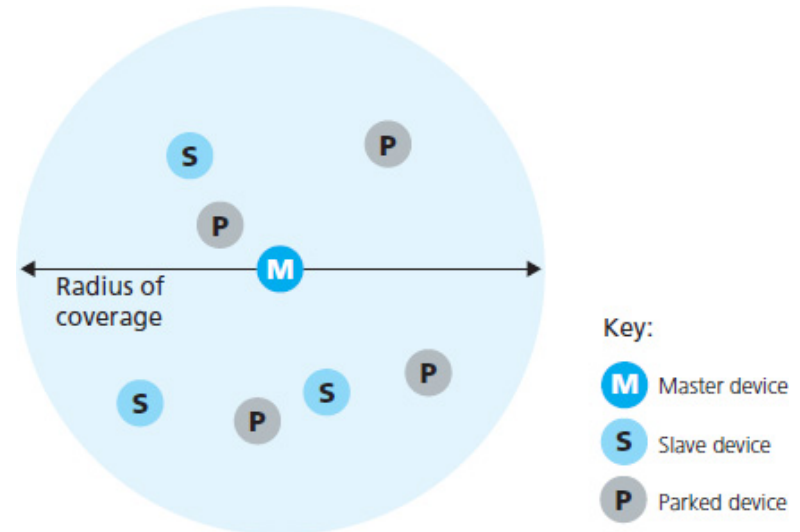 S
P
P
M
Radius of
coverage
S
P
S
P
Key:
M Master device
S Slave device
P Parked device